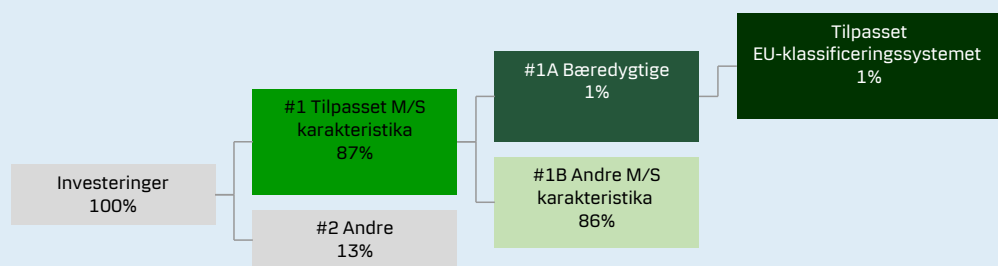 Investeringer
100%
#1 Tilpasset M/S
karakteristika
87%
#2 Andre
13%
#1A Bæredygtige
1%
#1B Andre M/S
karakteristika
86%
Tilpasset
EU-klassificeringssystemet
1%